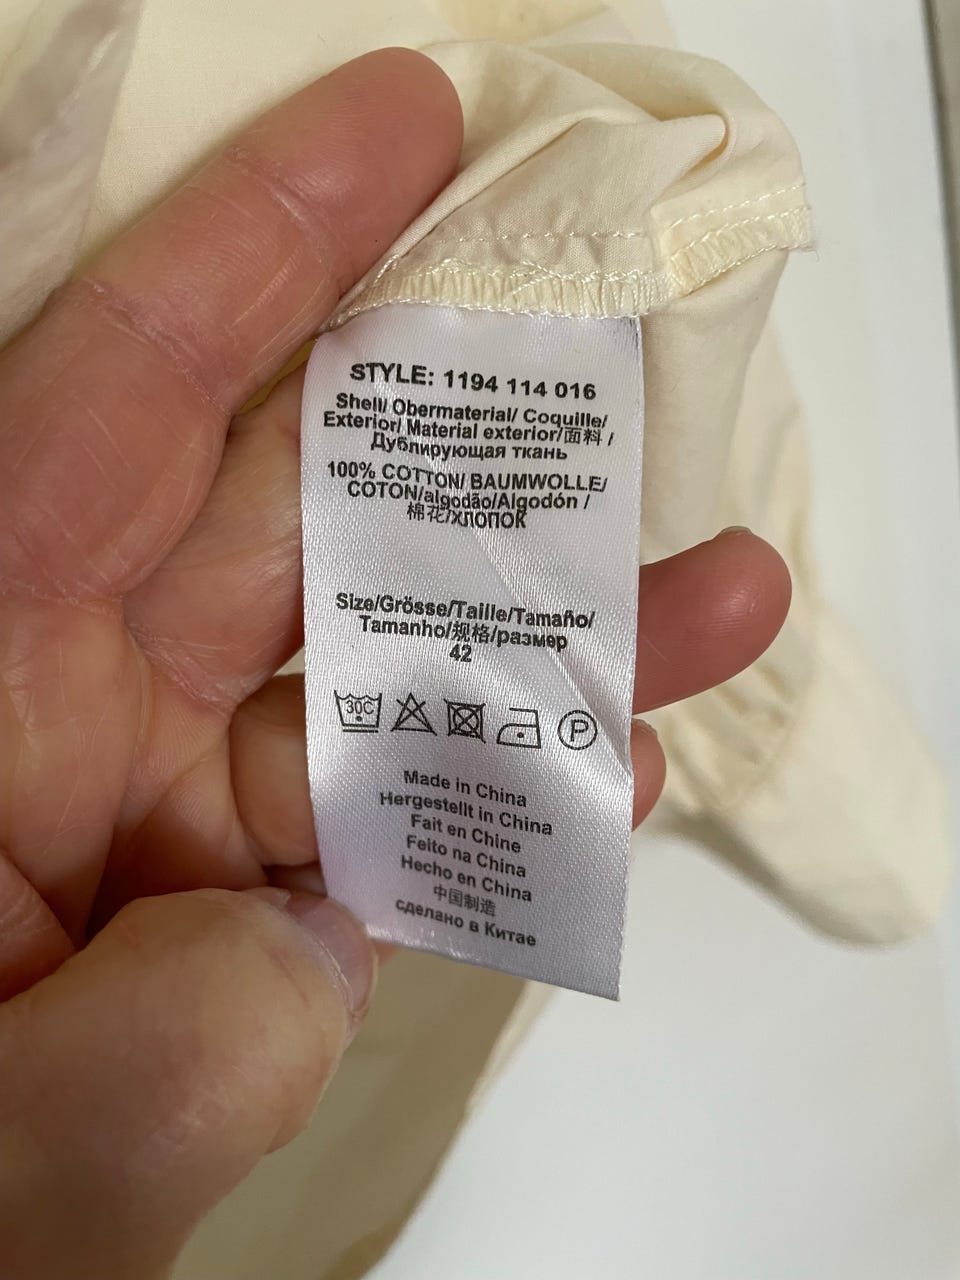 STYLE: 1194 114 016
Shell/ Obermaterial/ Coquille/
Exterior/ Material exterior/面料 /
Дублирующая ткань
100% COTTON/ BAUMWOLLE/
COTON/algodão/Algodón /
棉花/хлопок
Size/Grösse/Taille/Tamaño/
Tamanho/规格/размер
42
30C P
Made in China
Hergestellt in China
Fait en Chine
Feito na China
Hecho en China
中国制造
сделано в Китае